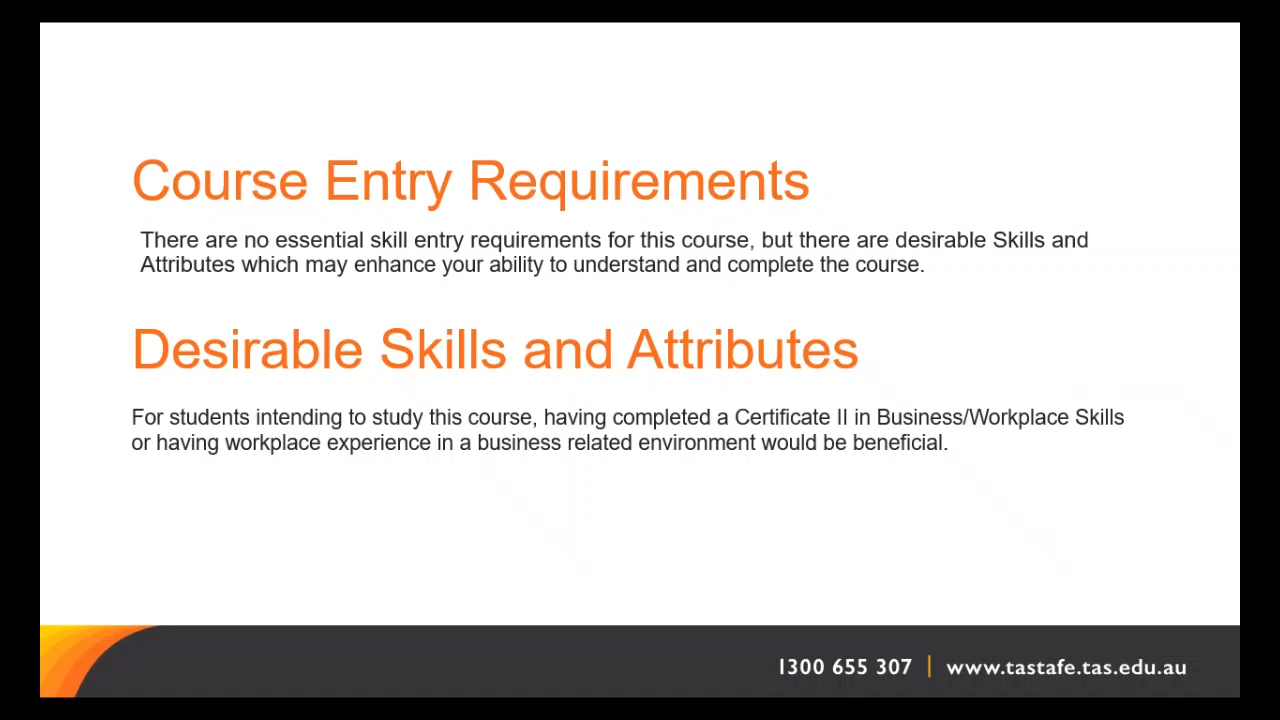 Course Entry Requirements
There are no essential skill entry requirements for this course, but there are desirable Skills and
Attributes which may enhance your ability to understand and complete the course.
Desirable Skills and Attributes
For students intending to study this course, having completed a Certificate II in Business/Workplace Skills
or having workplace experience in a business related environment would be beneficial.
1300 655 307 | www.tastafe.tas.edu.au